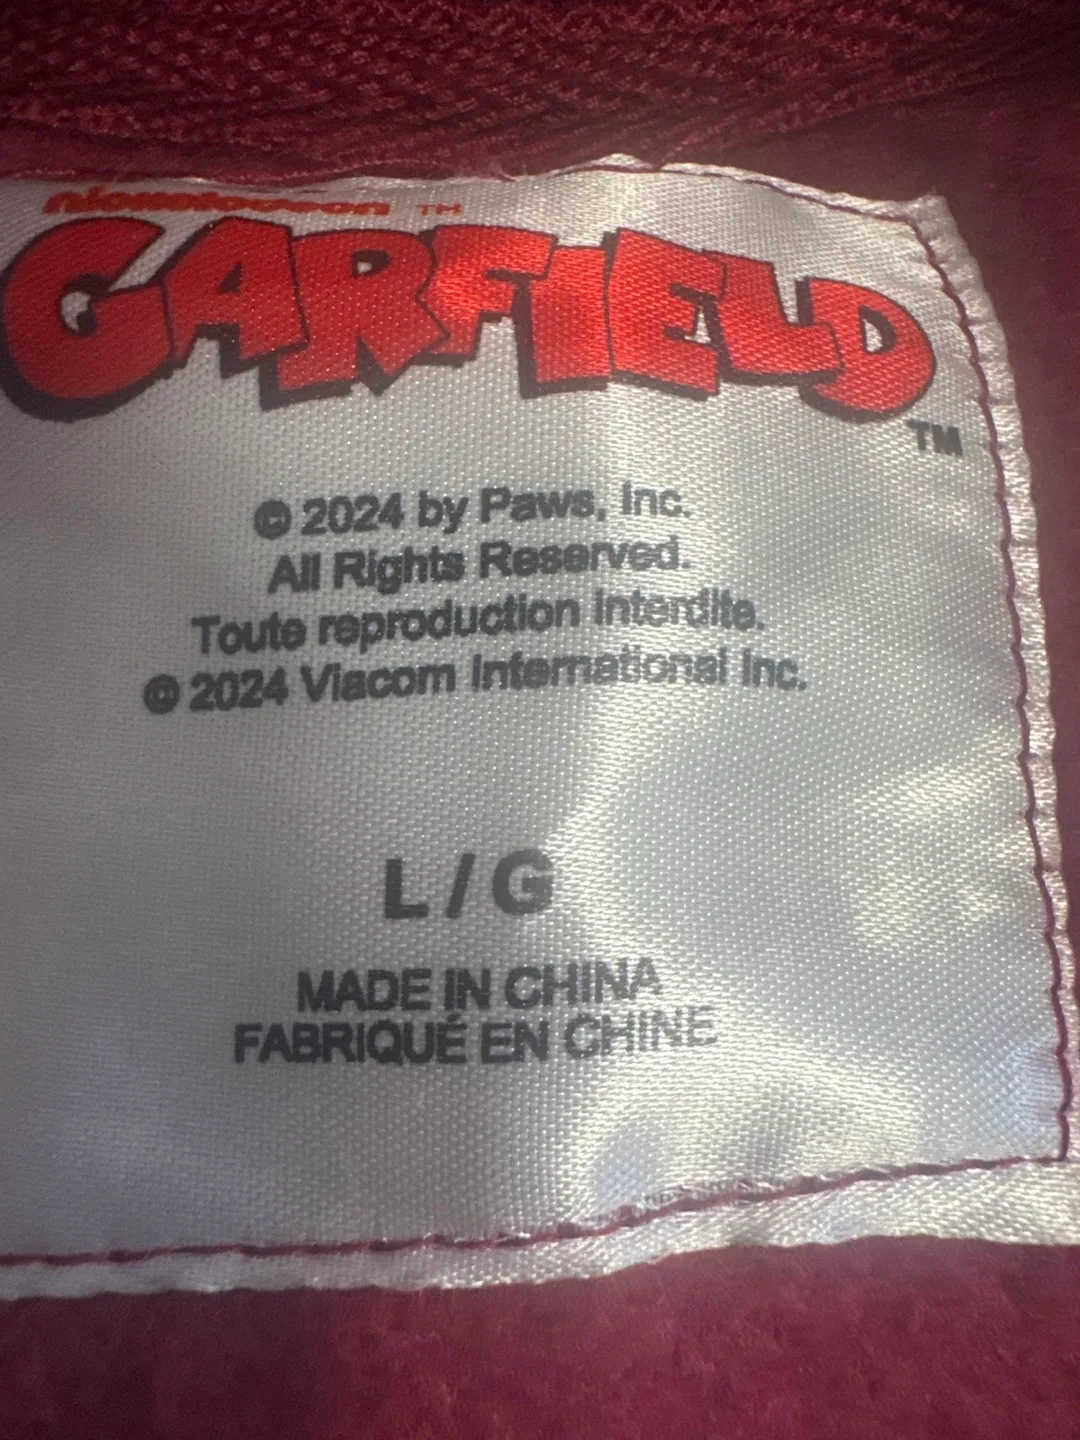 nickelodeon ™
GARFIELD ™
© 2024 by Paws, Inc.
All Rights Reserved.
Toute reproduction interdite.
© 2024 Viacom International Inc.
L / G
MADE IN CHINA
FABRIQUÉ EN CHINE